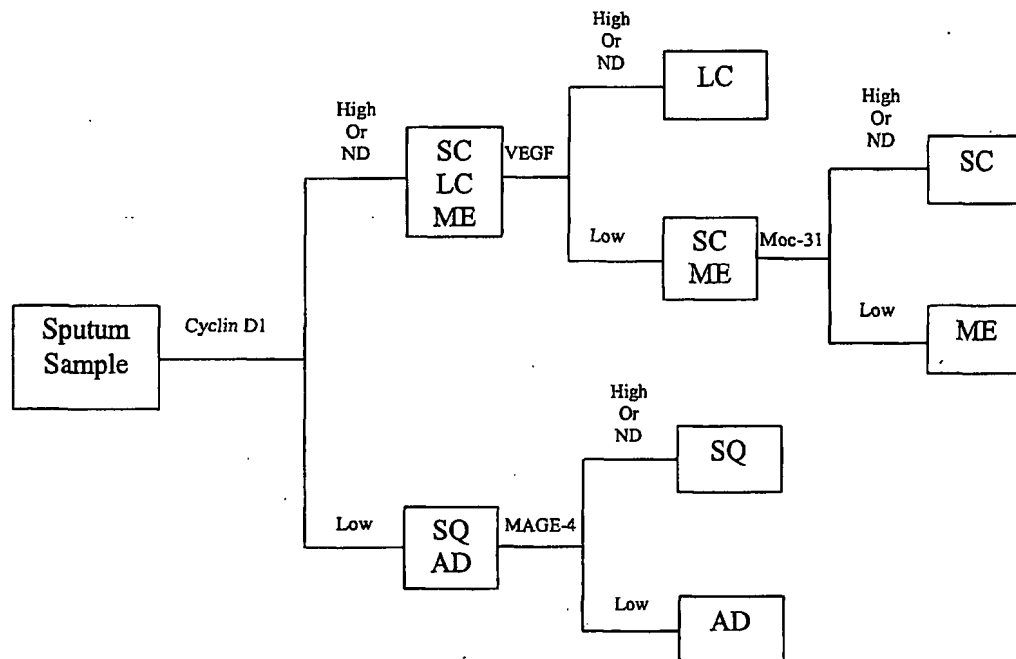 Sputum
Sample
Cyclin D1
High
Or
ND
SC
LC
ME
VEGF
High
Or
ND
LC
Low
SC
ME
Moc-31
High
Or
ND
SC
Low
ME
Low
SQ
AD
MAGE-4
High
Or
ND
SQ
Low
AD